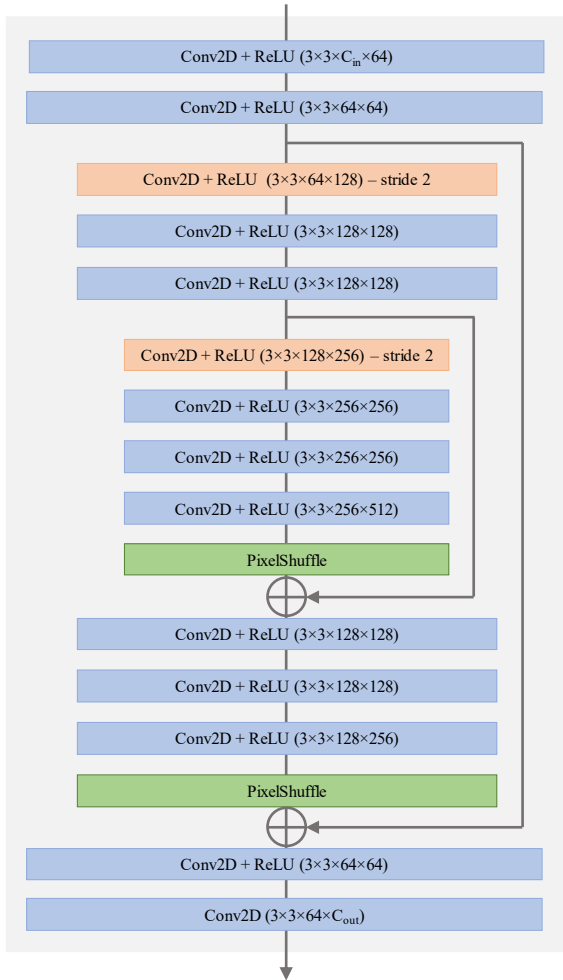 Conv2D + ReLU (3×3×C_in×64)
Conv2D + ReLU (3×3×64×64)
Conv2D + ReLU (3×3×64×128) – stride 2
Conv2D + ReLU (3×3×128×128)
Conv2D + ReLU (3×3×128×128)
Conv2D + ReLU (3×3×128×256) – stride 2
Conv2D + ReLU (3×3×256×256)
Conv2D + ReLU (3×3×256×256)
Conv2D + ReLU (3×3×256×512)
PixelShuffle
Conv2D + ReLU (3×3×128×128)
Conv2D + ReLU (3×3×128×128)
Conv2D + ReLU (3×3×128×256)
PixelShuffle
Conv2D + ReLU (3×3×64×64)
Conv2D (3×3×64×C_out)